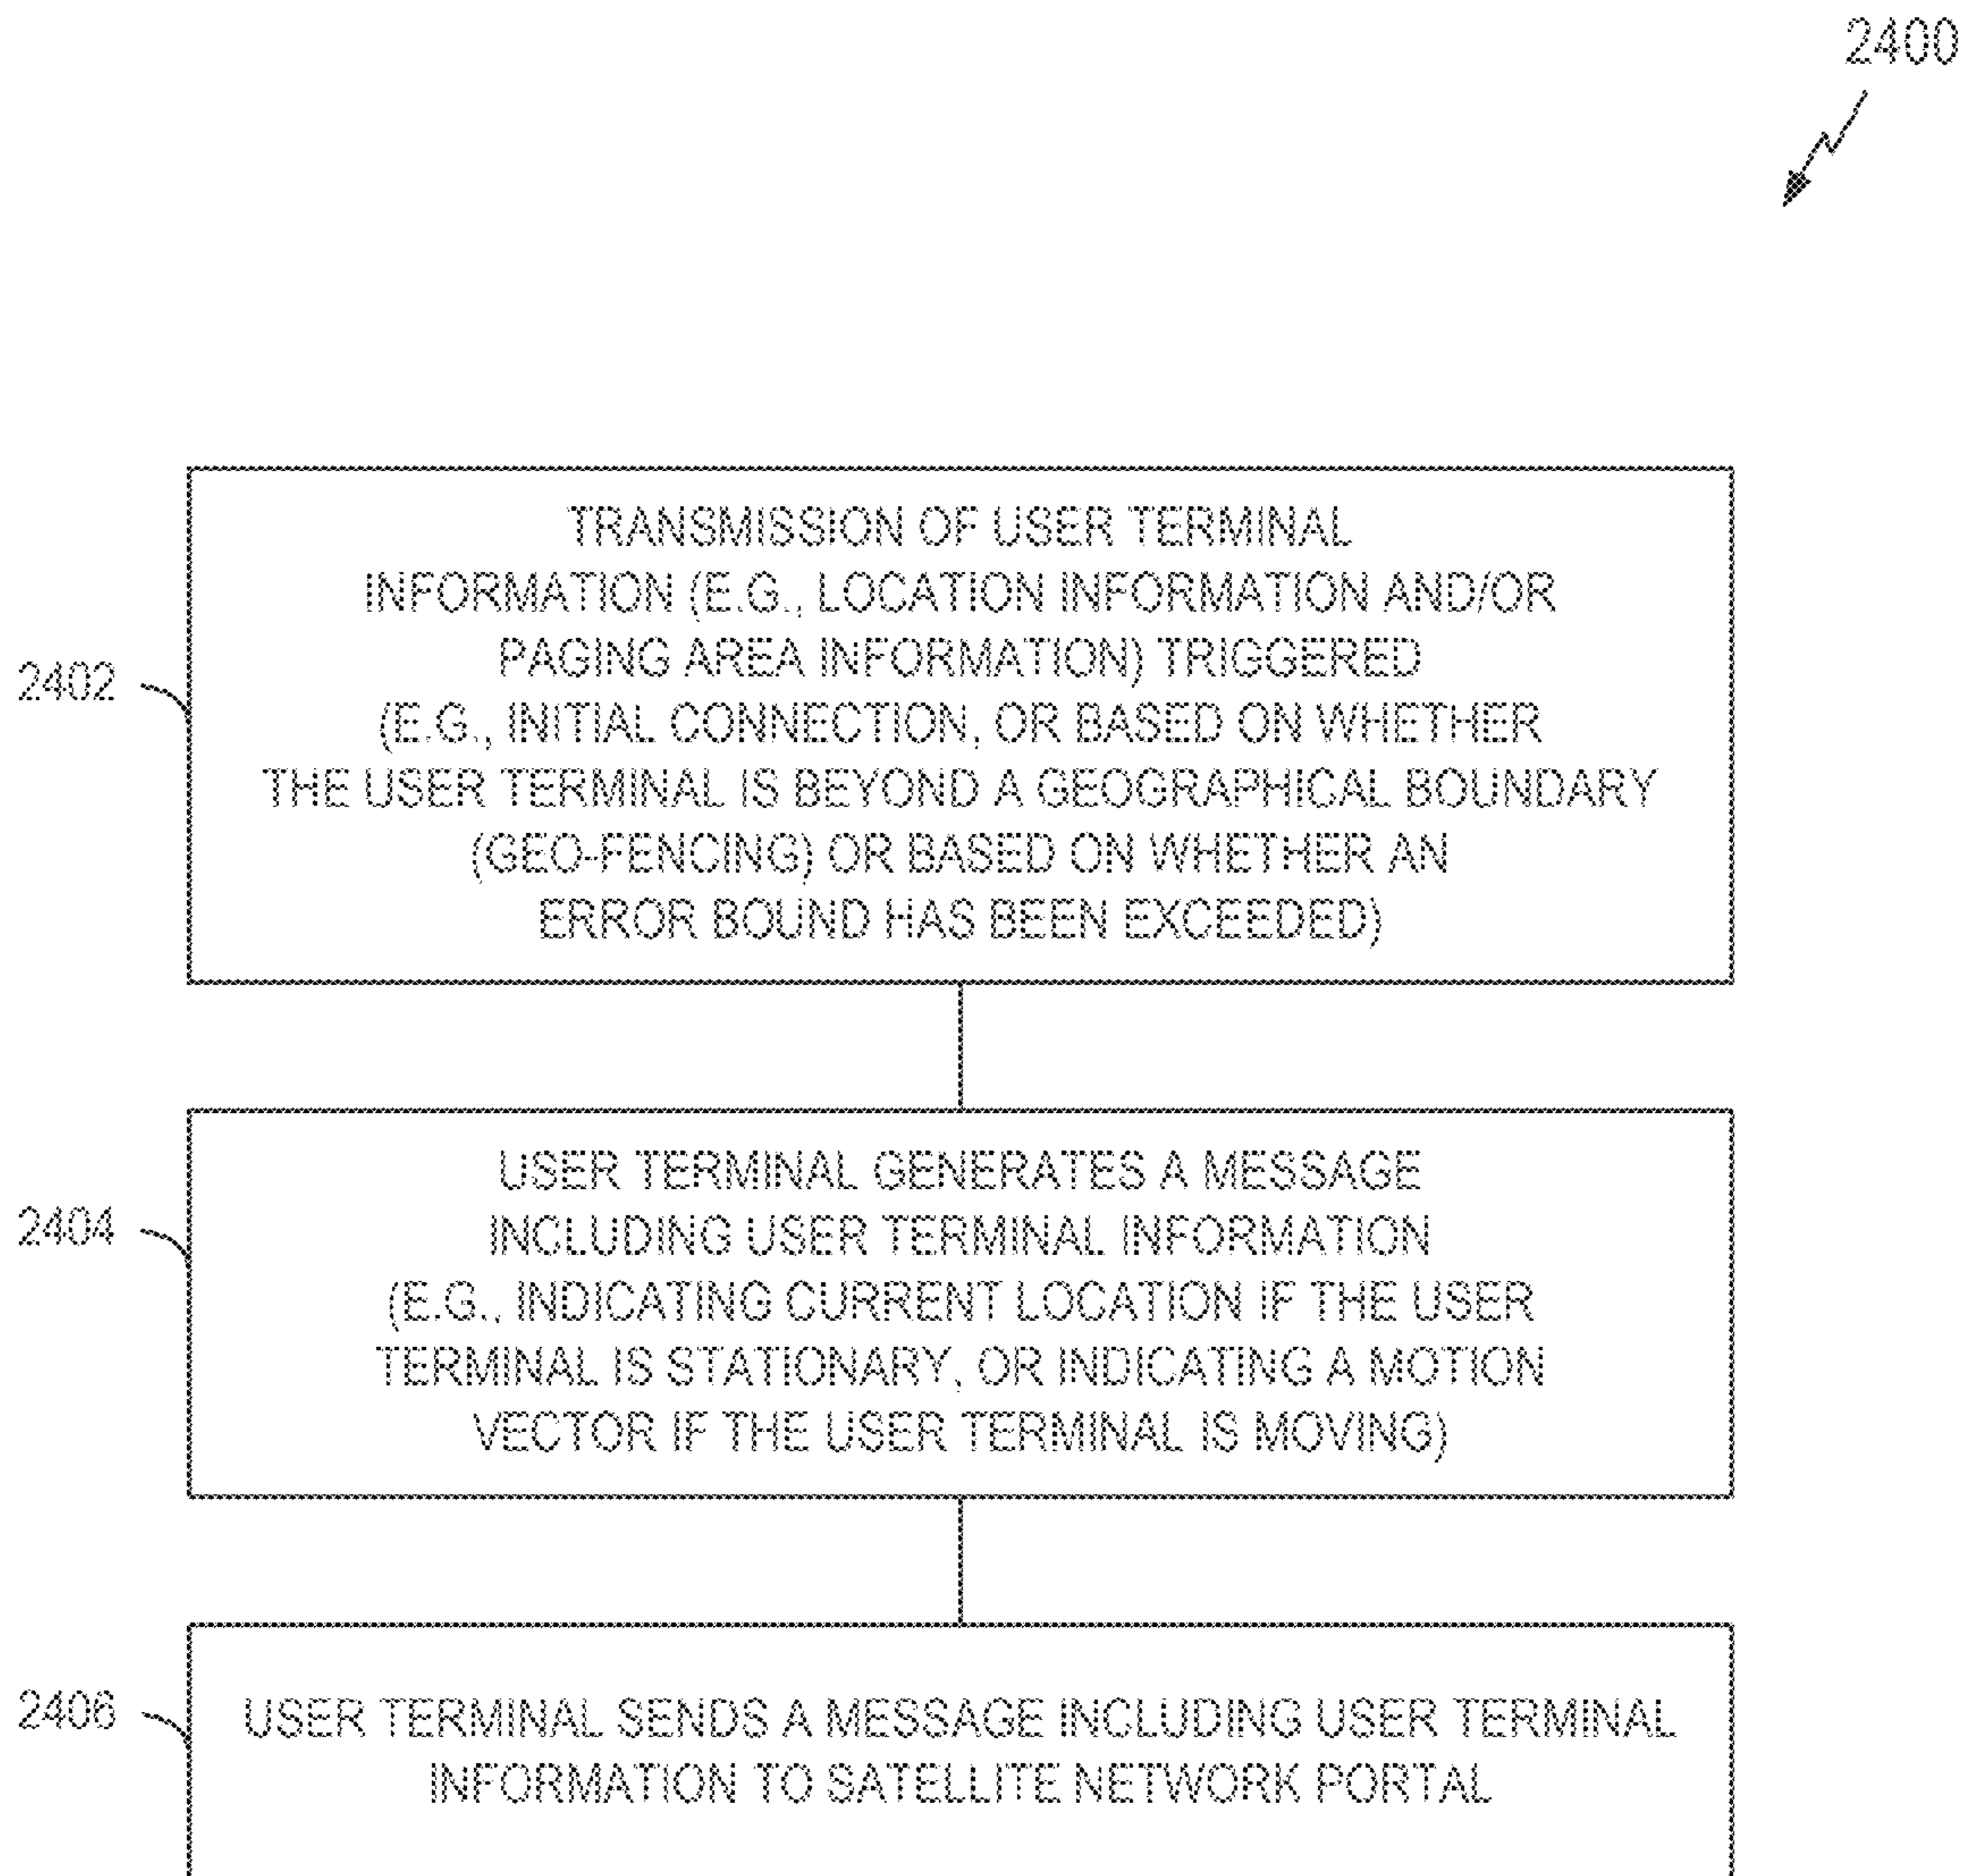 2400
TRANSMISSION OF USER TERMINAL
INFORMATION (E.G., LOCATION INFORMATION AND/OR
PAGING AREA INFORMATION) TRIGGERED
(E.G., INITIAL CONNECTION, OR BASED ON WHETHER
THE USER TERMINAL IS BEYOND A GEOGRAPHICAL BOUNDARY
(GEO-FENCING) OR BASED ON WHETHER AN
ERROR BOUND HAS BEEN EXCEEDED)
2402
USER TERMINAL GENERATES A MESSAGE
INCLUDING USER TERMINAL INFORMATION
(E.G., INDICATING CURRENT LOCATION IF THE USER
TERMINAL IS STATIONARY, OR INDICATING A MOTION
VECTOR IF THE USER TERMINAL IS MOVING)
2404
USER TERMINAL SENDS A MESSAGE INCLUDING USER TERMINAL
INFORMATION TO SATELLITE NETWORK PORTAL
2406